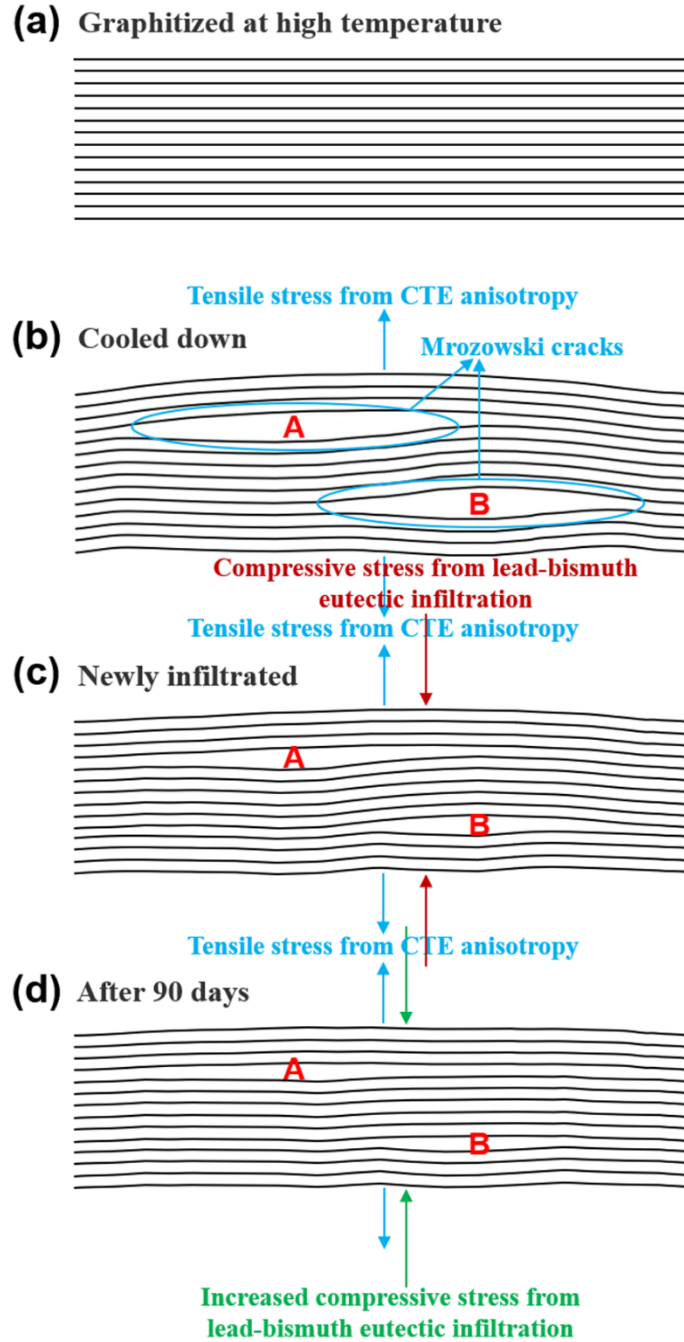 (a) Graphitized at high temperature
Tensile stress from CTE anisotropy
(b) Cooled down
Mrozowski cracks
A
B
Compressive stress from lead-bismuth
eutectic infiltration
Tensile stress from CTE anisotropy
(c) Newly infiltrated
A
B
Tensile stress from CTE anisotropy
(d) After 90 days
A
B
Increased compressive stress from
lead-bismuth eutectic infiltration